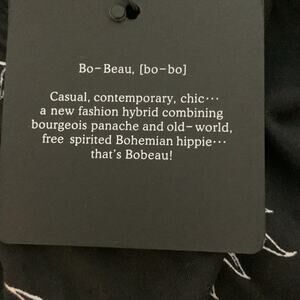 Bo-Beau, [bo-bo]
Casual, contemporary, chic···
a new fashion hybrid combining
bourgeois panache and old-world,
free spirited Bohemian hippie···
that's Bobeau!